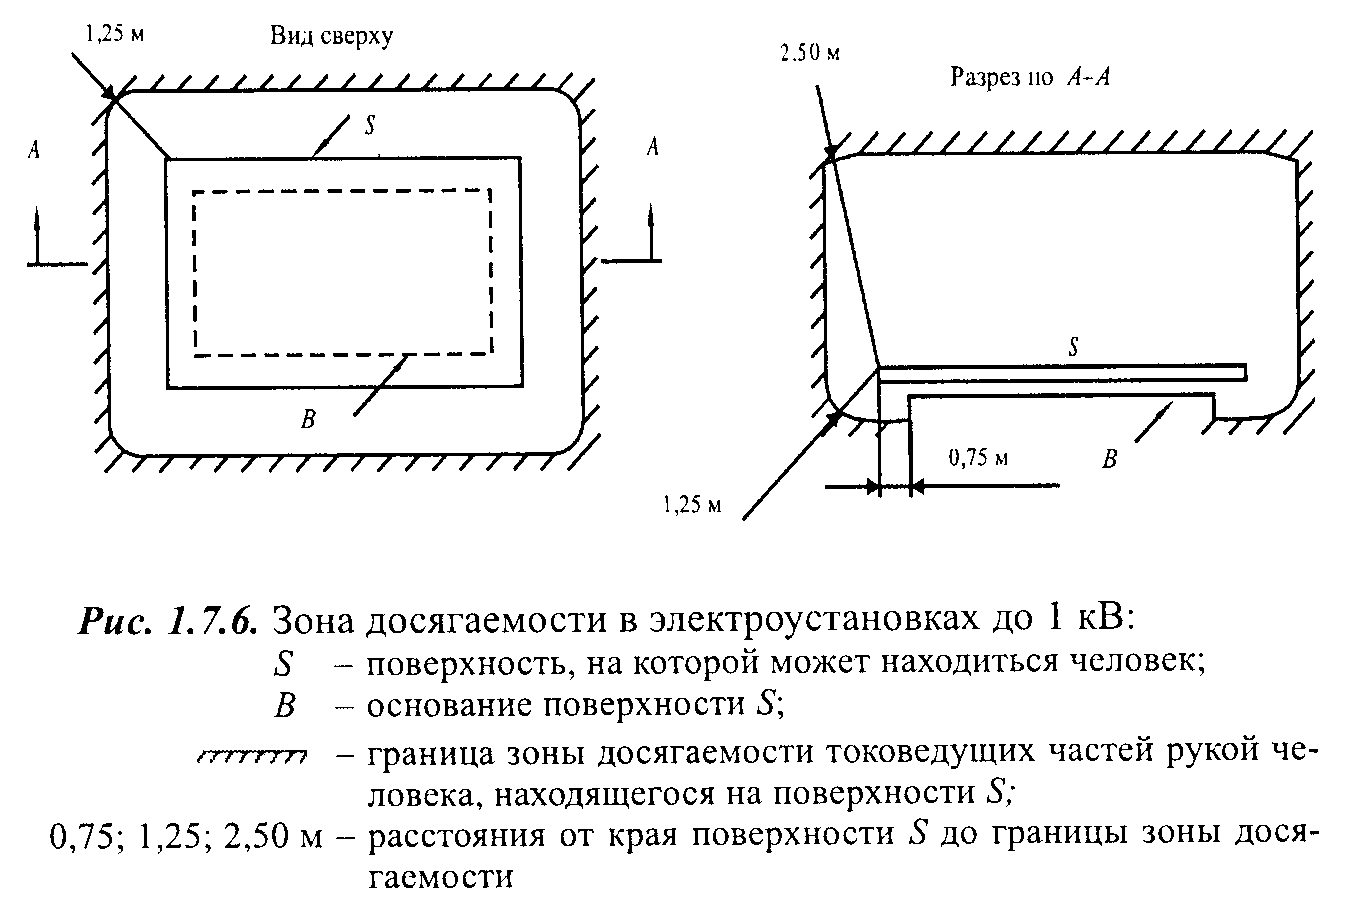 1,25 м
Вид сверху
S
A
A
B
2.50 м
Разрез по А-А
S
0,75 м
B
1,25 м
Рис. 1.7.6. Зона досягаемости в электроустановках до 1 кВ:
S – поверхность, на которой может находиться человек;
B – основание поверхности S;
– граница зоны досягаемости токоведущих частей рукой че-
ловека, находящегося на поверхности S;
0,75; 1,25; 2,50 м – расстояния от края поверхности S до границы зоны дося-
гаемости